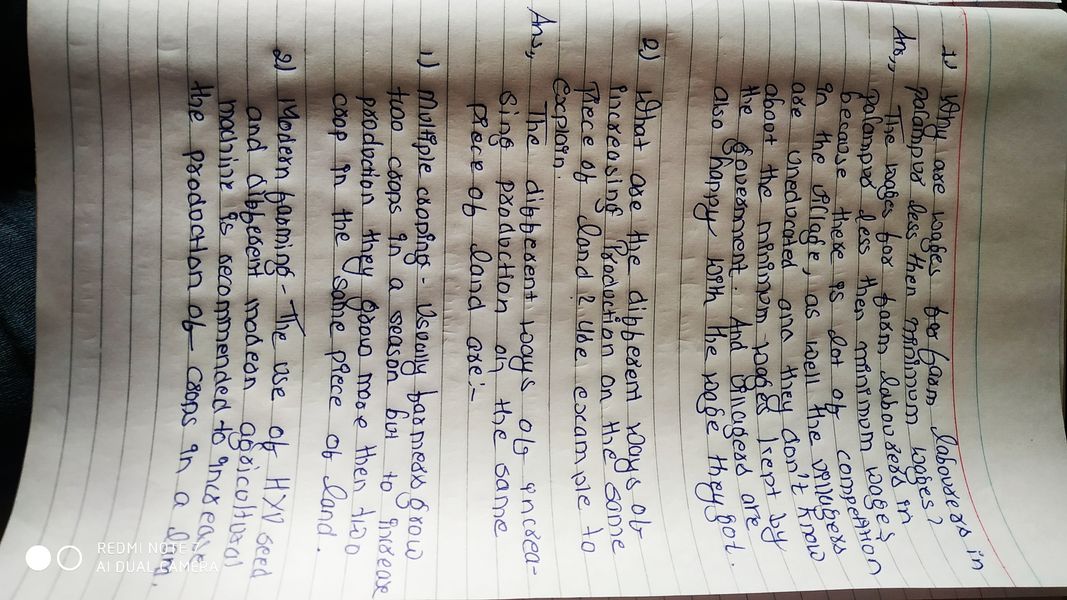 1.) Why are wages for farm labourers in
palampur less then minimum wages?
Ans,, The wages for farm labourers in
palampur less then minimum wages
because there is lot of competition
in the village, as well the villagers
are uneducated and they don't know
about the minimum wages kept by
the goverment. And villagers are
also happy with the wage they got.
2) What are the different ways of
increasing Production on the same
Piece of land? Use example to
Explain.
Ans,, The different ways of increa-
sing production on the same
piece of land are:-
1) Multiple croping - Usually farmers grow
two crops in a season but to increase
production they grow more then two
crop in the same piece of land.
2) Modern farming - The use of HYV seed
and different modern agricultural
is recommended to increase
the production of crops in a
REDMI NOTE 7
AI DUAL CAMERA